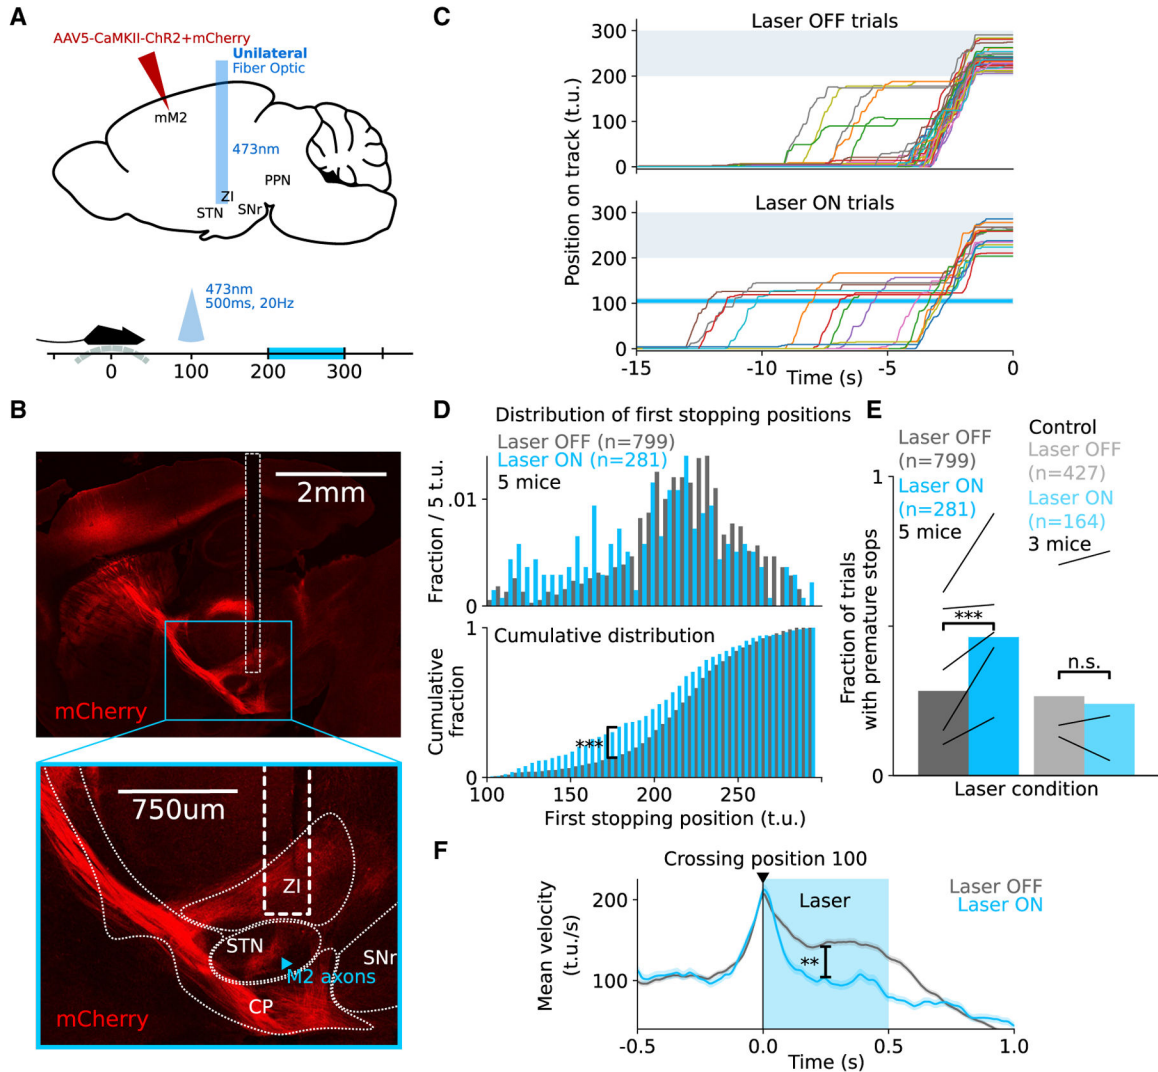 A
AAV5-CaMKII-ChR2+mCherry
Unilateral
Fiber Optic
mM2
473nm
PPN
ZI
STN
SNr
473nm
500ms, 20Hz
0
100
200
300
B
2mm
mCherry
750um
ZI
STN
SNr
M2 axons
CP
mCherry
C
Laser OFF trials
300
200
100
0
Laser ON trials
300
200
100
0
Position on track (t.u.)
-15
-10
-5
0
Time (s)
D
Distribution of first stopping positions
Laser OFF (n=799)
Laser ON (n=281)
5 mice
.01
0
Fraction / 5 t.u.
1
Cumulative distribution
Cumulative
fraction
***
0
100
150
200
250
First stopping position (t.u.)
E
Laser OFF
(n=799)
Laser ON
(n=281)
5 mice
Control
Laser OFF
(n=427)
Laser ON
(n=164)
3 mice
1
Fraction of trials
with premature stops
***
n.s.
0
Laser condition
F
Crossing position 100
Laser
Laser OFF
Laser ON
200
100
Mean velocity
(t.u./s)
**
-0.5
0.0
0.5
1.0
Time (s)